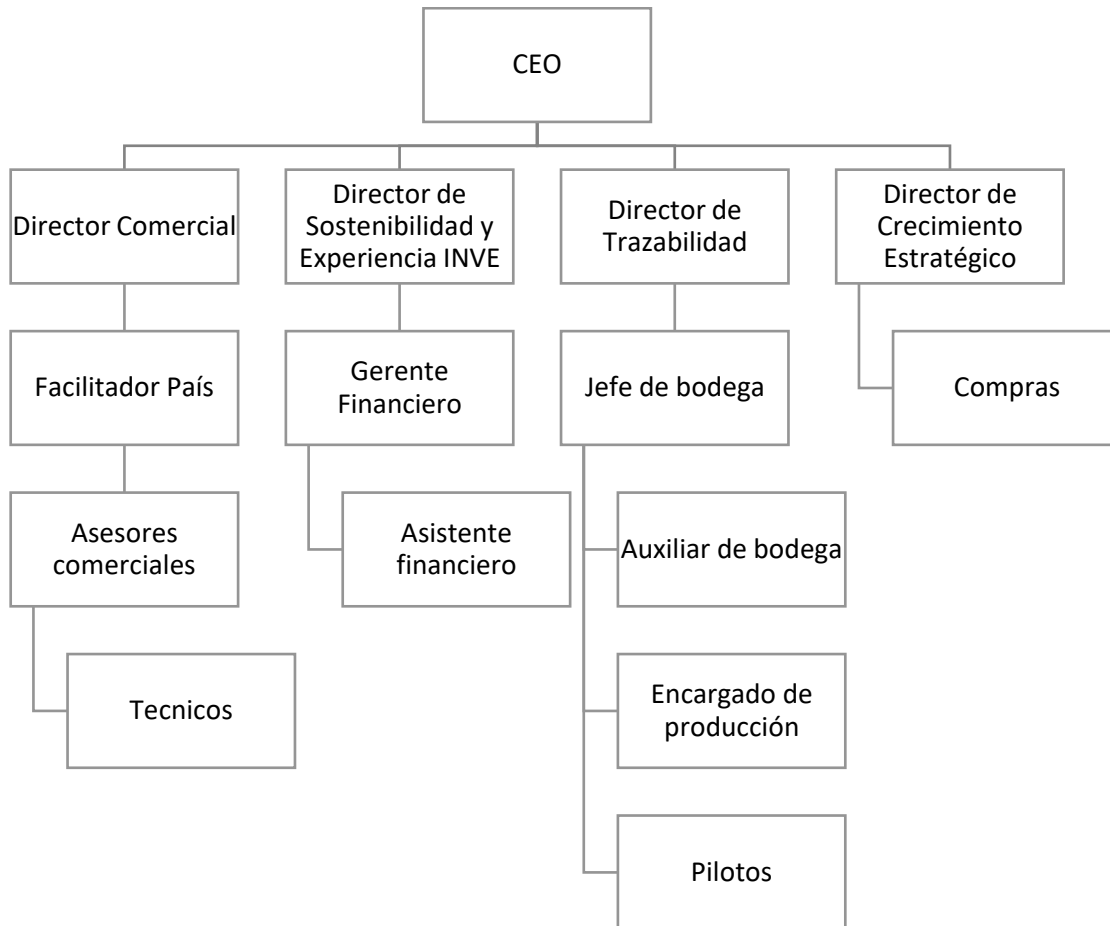 CEO
Director Comercial
Director de
Sostenibilidad y
Experiencia INVE
Director de
Trazabilidad
Director de
Crecimiento
Estratégico
Facilitador País
Gerente
Financiero
Jefe de bodega
Compras
Asesores
comerciales
Asistente
financiero
Auxiliar de bodega
Tecnicos
Encargado de
producción
Pilotos